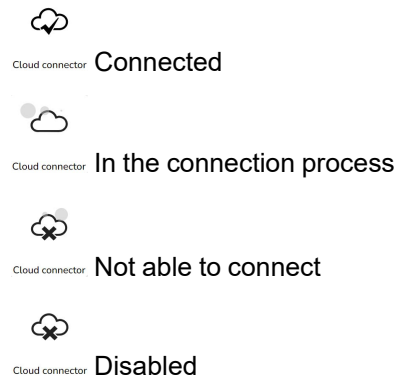 Cloud connector Connected
Cloud connector In the connection process
Cloud connector Not able to connect
Cloud connector Disabled